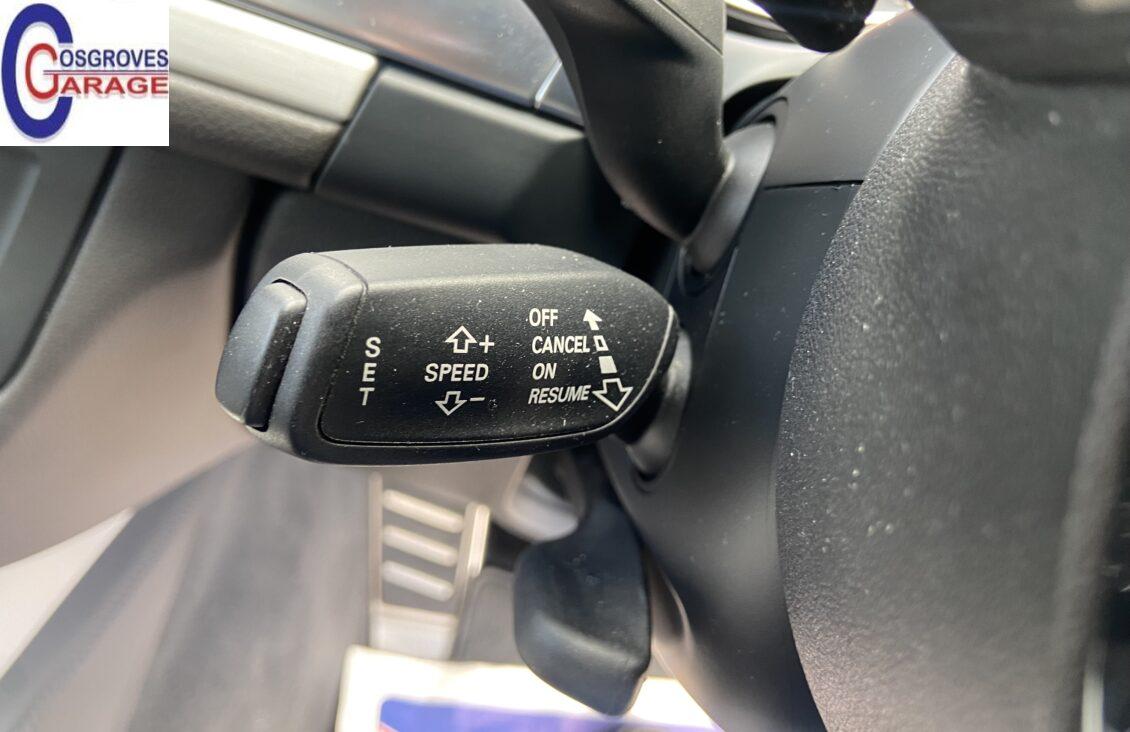 COSGROVES
GARAGE
SET
+
SPEED
-
OFF
CANCEL
ON
RESUME